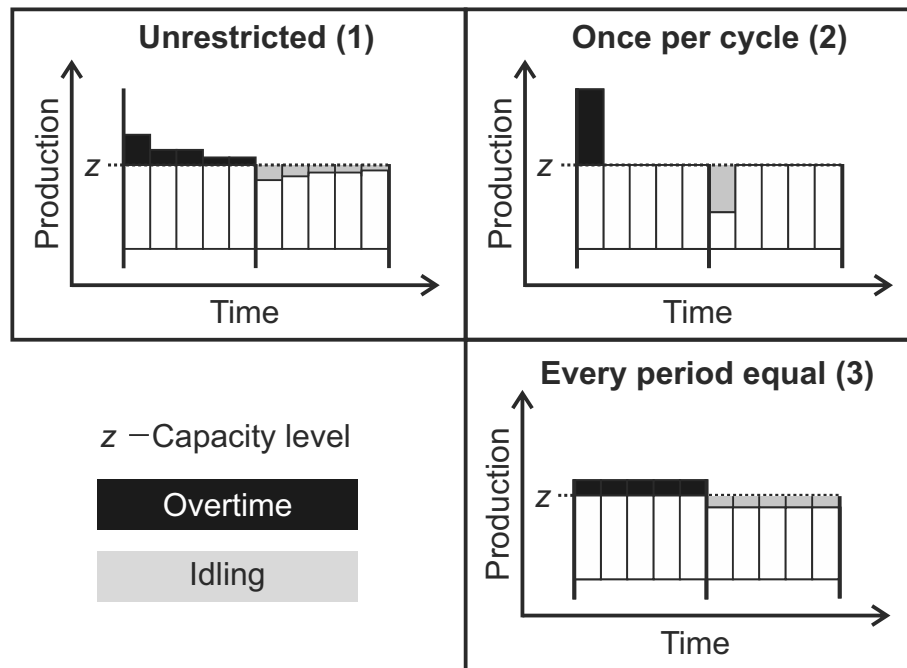 Unrestricted (1)
Production
z
Time
Once per cycle (2)
Production
z
Time
z – Capacity level
Overtime
Idling
Every period equal (3)
Production
z
Time